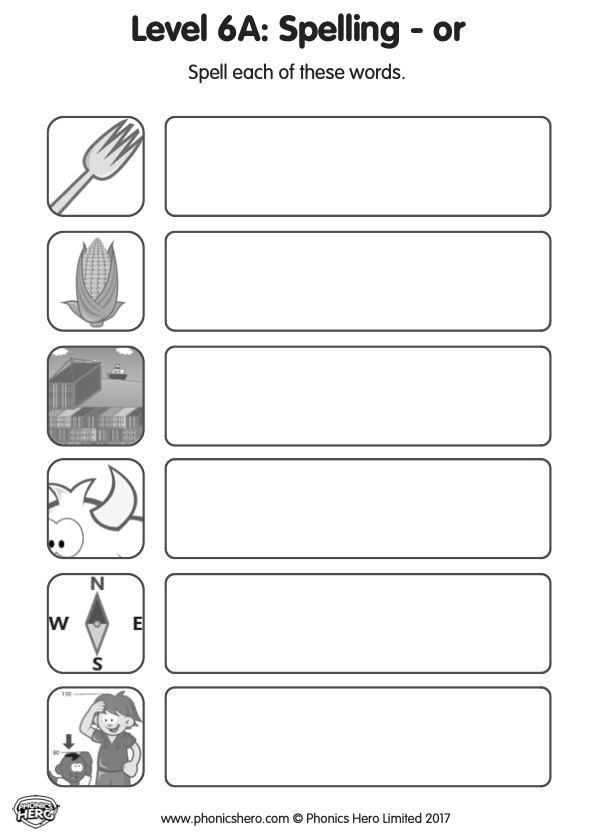 Level 6A: Spelling - or
Spell each of these words.
N
W E
S
150
90
PHONICS
HERO
www.phonicshero.com © Phonics Hero Limited 2017